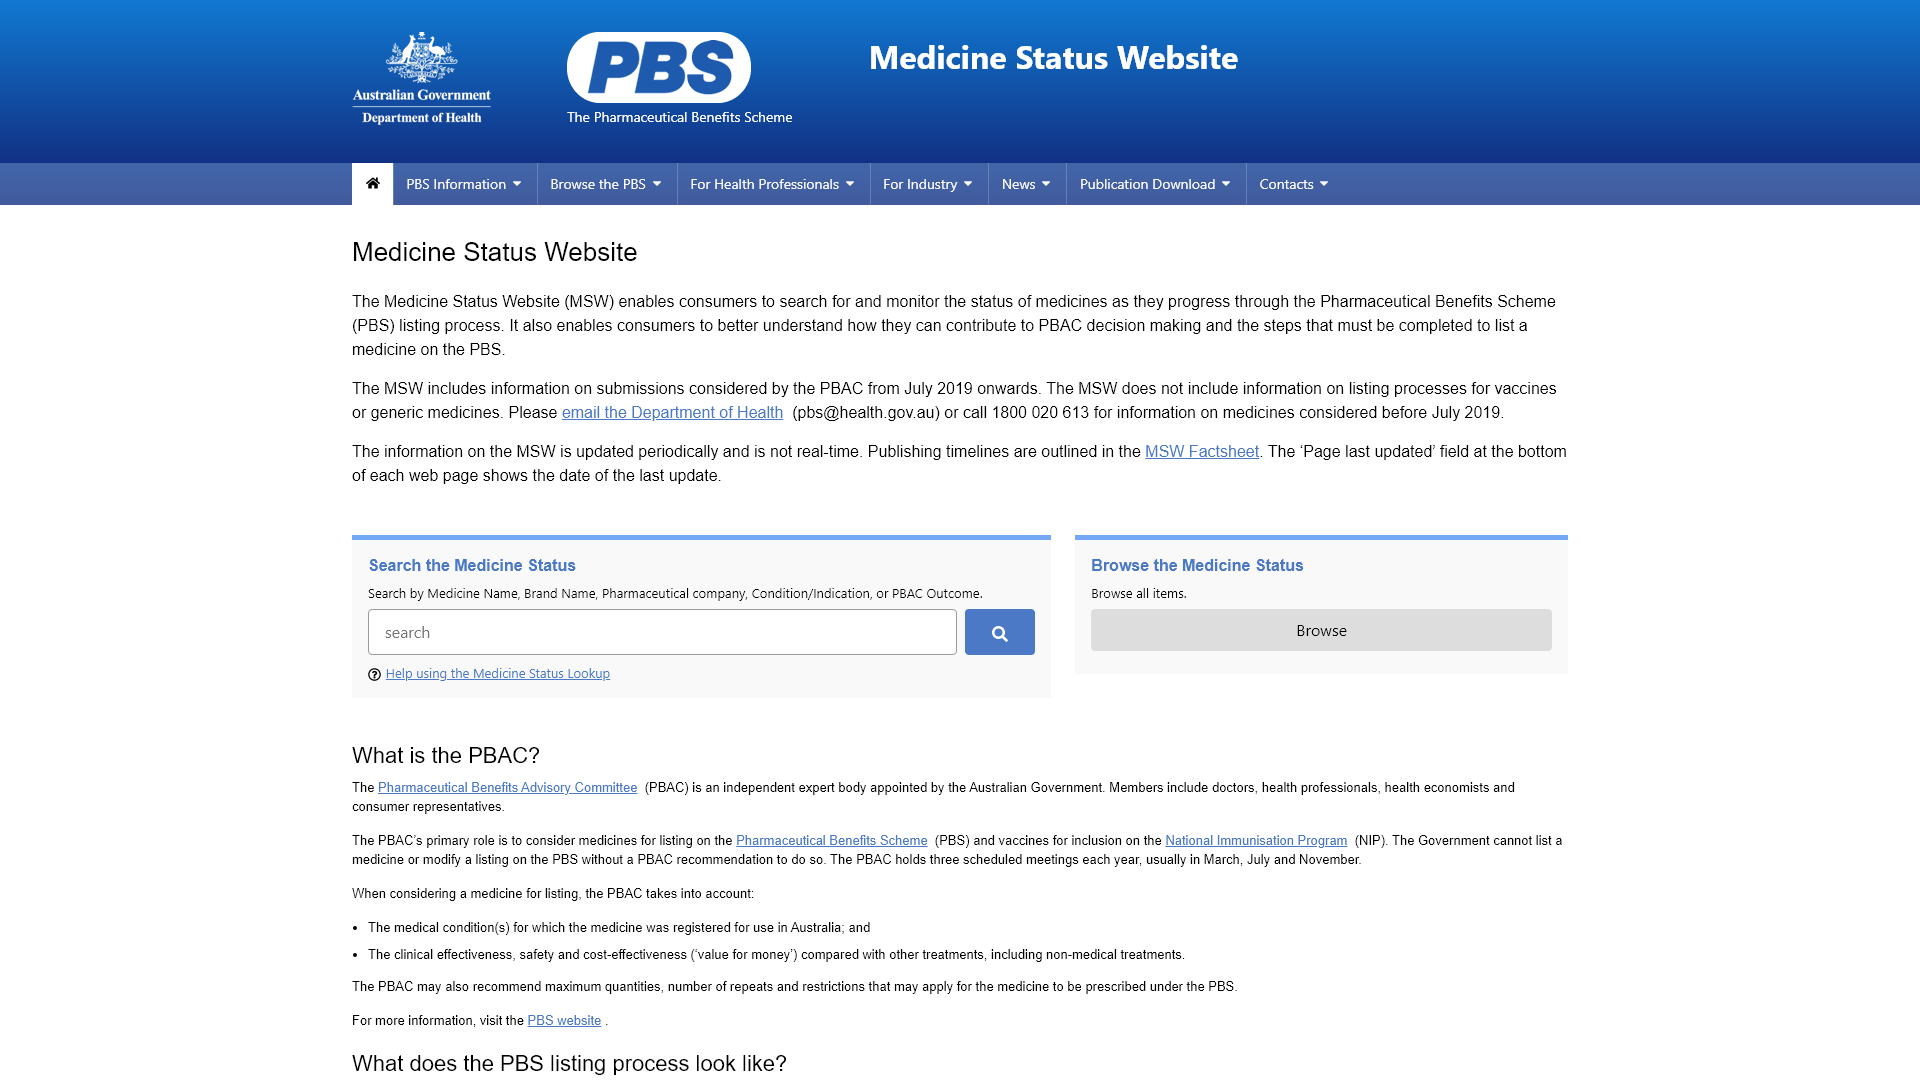 Australian Government
Department of Health
PBS
The Pharmaceutical Benefits Scheme
Medicine Status Website
PBS Information
Browse the PBS
For Health Professionals
For Industry
News
Publication Download
Contacts
Medicine Status Website
The Medicine Status Website (MSW) enables consumers to search for and monitor the status of medicines as they progress through the Pharmaceutical Benefits Scheme
(PBS) listing process. It also enables consumers to better understand how they can contribute to PBAC decision making and the steps that must be completed to list a
medicine on the PBS.
The MSW includes information on submissions considered by the PBAC from July 2019 onwards. The MSW does not include information on listing processes for vaccines
or generic medicines. Please email the Department of Health (pbs@health.gov.au) or call 1800 020 613 for information on medicines considered before July 2019.
The information on the MSW is updated periodically and is not real-time. Publishing timelines are outlined in the MSW Factsheet. The ‘Page last updated’ field at the bottom
of each web page shows the date of the last update.
Search the Medicine Status
Search by Medicine Name, Brand Name, Pharmaceutical company, Condition/Indication, or PBAC Outcome.
search
Help using the Medicine Status Lookup
Browse the Medicine Status
Browse all items.
Browse
What is the PBAC?
The Pharmaceutical Benefits Advisory Committee (PBAC) is an independent expert body appointed by the Australian Government. Members include doctors, health professionals, health economists and
consumer representatives.
The PBAC’s primary role is to consider medicines for listing on the Pharmaceutical Benefits Scheme (PBS) and vaccines for inclusion on the National Immunisation Program (NIP). The Government cannot list a
medicine or modify a listing on the PBS without a PBAC recommendation to do so. The PBAC holds three scheduled meetings each year, usually in March, July and November.
When considering a medicine for listing, the PBAC takes into account:
• The medical condition(s) for which the medicine was registered for use in Australia; and
• The clinical effectiveness, safety and cost-effectiveness (‘value for money’) compared with other treatments, including non-medical treatments.
The PBAC may also recommend maximum quantities, number of repeats and restrictions that may apply for the medicine to be prescribed under the PBS.
For more information, visit the PBS website .
What does the PBS listing process look like?